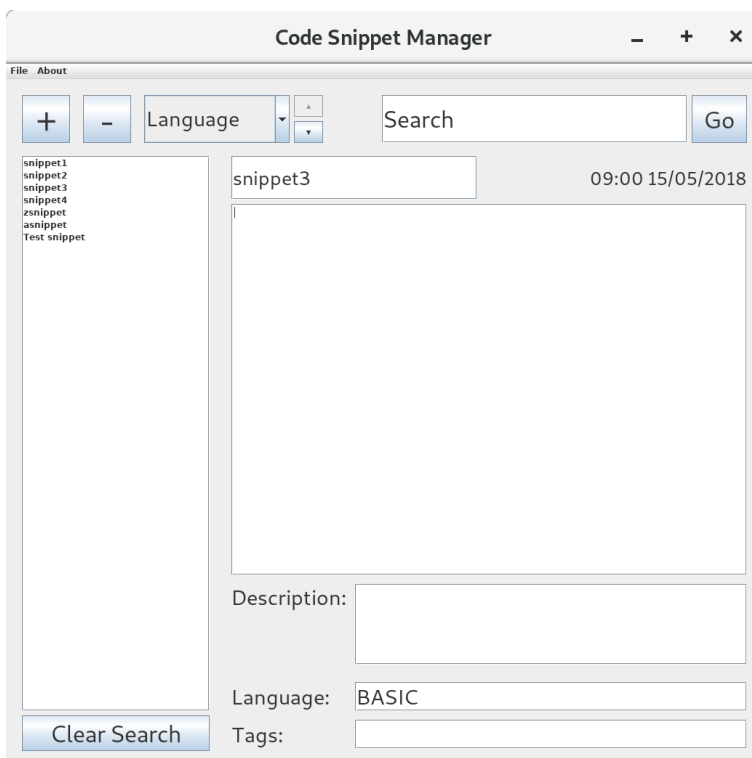 Code Snippet Manager
File About
+ - Language Search Go
snippet1
snippet2
snippet3
snippet4
zsnippet
asnippet
Test snippet
snippet3 09:00 15/05/2018
Description:
Language: BASIC
Clear Search
Tags: